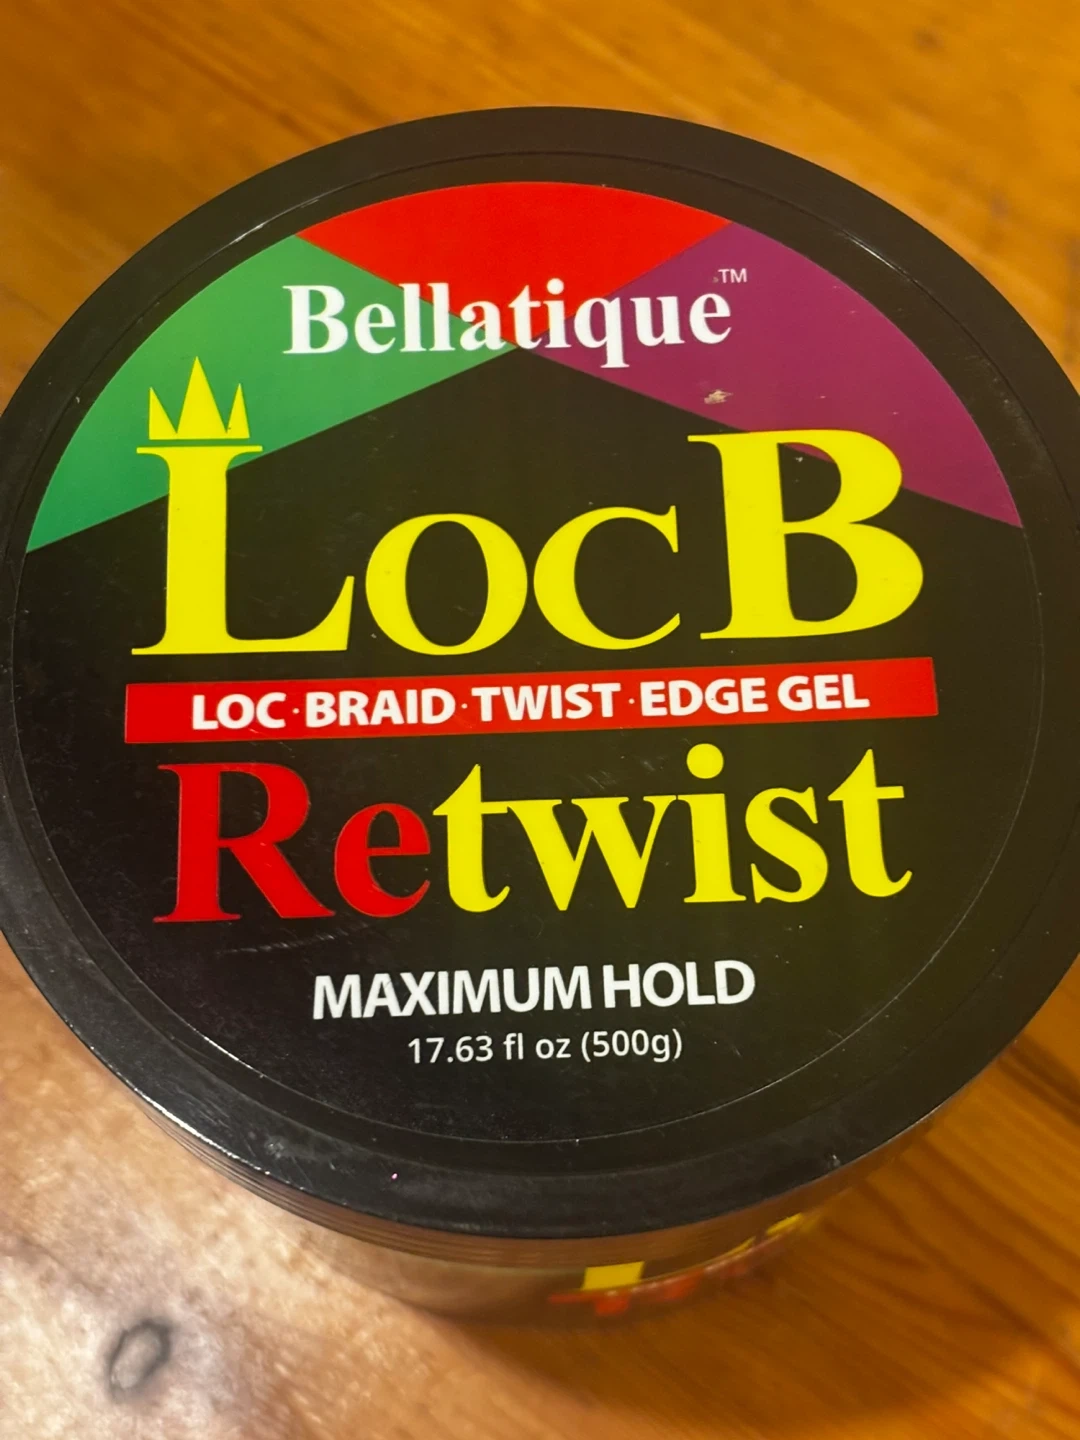 Bellatique™
LocB
LOC·BRAID·TWIST·EDGE GEL
Retwist
MAXIMUM HOLD
17.63 fl oz (500g)